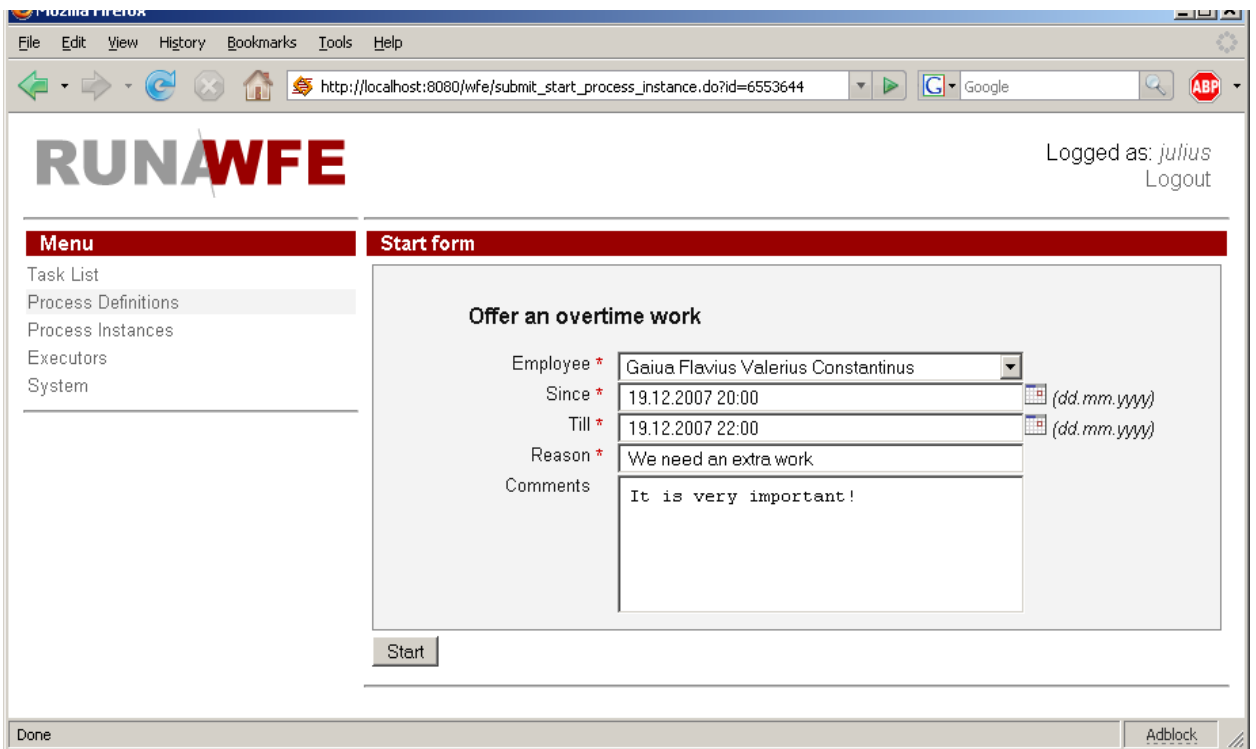 Mozilla Firefox
File Edit View History Bookmarks Tools Help
http://localhost:8080/wfe/submit_start_process_instance.do?id=6553644 G Google ABP
RUNAWFE
Logged as: julius
Logout
Menu
Task List
Process Definitions
Process Instances
Executors
System
Start form
Offer an overtime work
Employee * Gaiua Flavius Valerius Constantinus
Since * 19.12.2007 20:00 (dd.mm.yyyy)
Till * 19.12.2007 22:00 (dd.mm.yyyy)
Reason * We need an extra work
Comments It is very important!
Start
Done Adblock